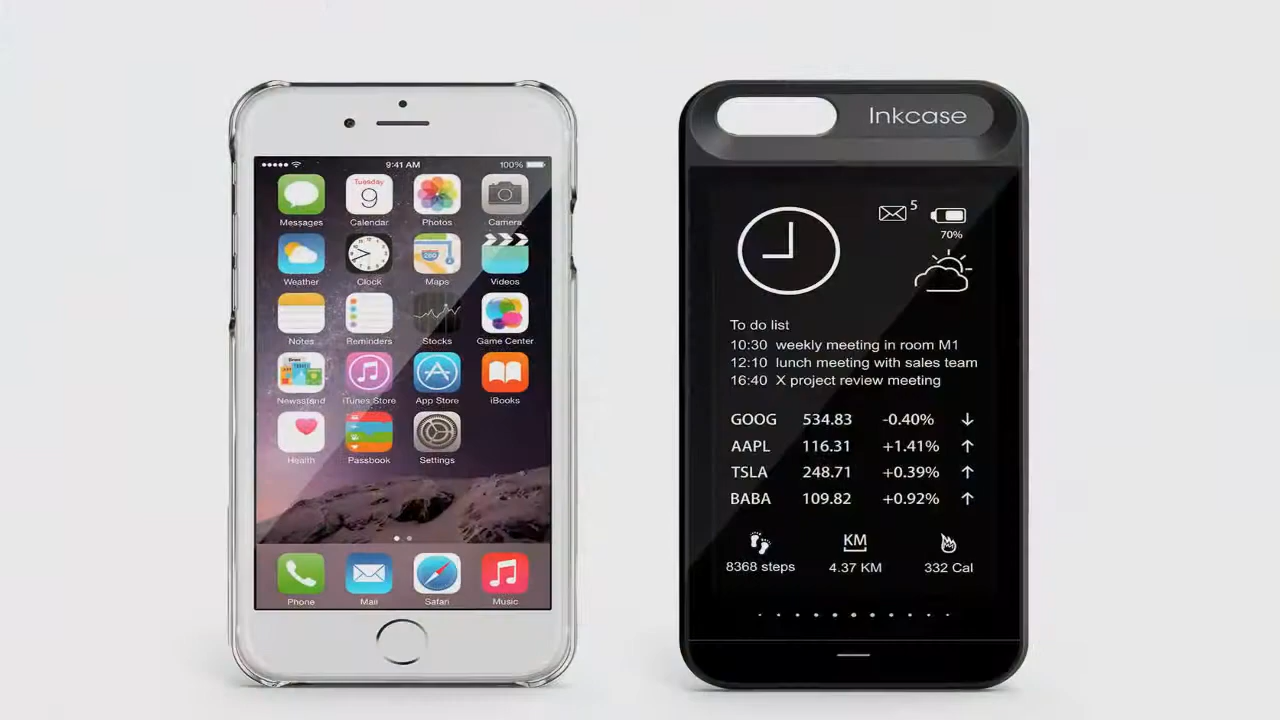 9:41 AM 100%
Tuesday
9
Messages Calendar Photos Camera
280
Weather Clock Maps Videos
Notes Reminders Stocks Game Center
News
Newsstand iTunes Store App Store iBooks
Health Passbook Settings
Phone Mail Safari Music
Inkcase
5
70%
To do list
10:30 weekly meeting in room M1
12:10 lunch meeting with sales team
16:40 X project review meeting
GOOG 534.83 -0.40% ↓
AAPL 116.31 +1.41% ↑
TSLA 248.71 +0.39% ↑
BABA 109.82 +0.92% ↑
KM
8368 steps 4.37 KM 332 Cal